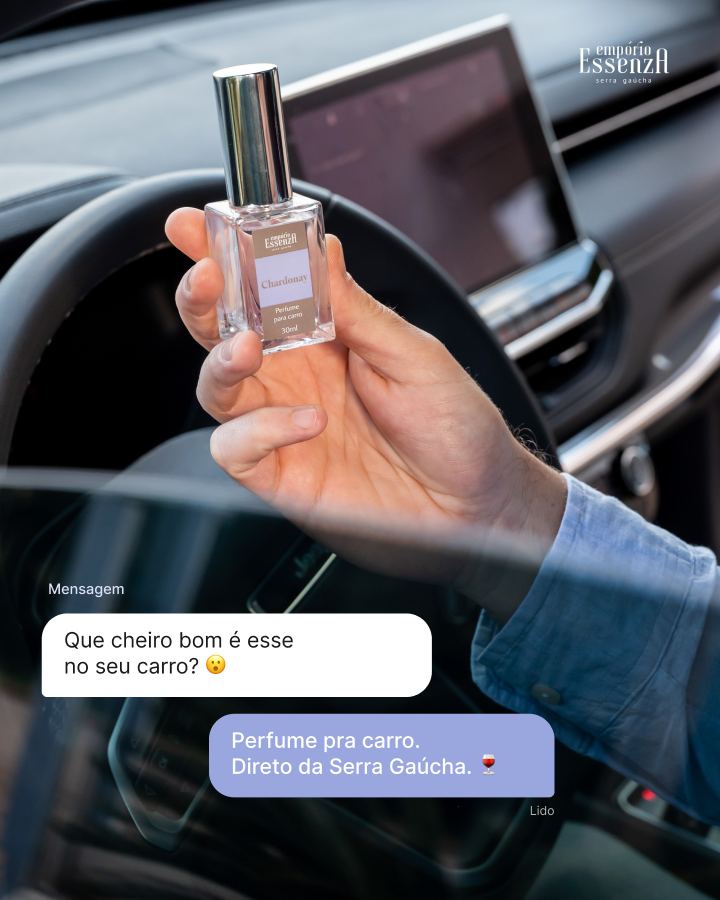 empório
EssenzA
serra gaúcha
empório
EssenzA
Chardonay
Perfume
para carro
30ml
Mensagem
Que cheiro bom é esse
no seu carro? 😮
Perfume pra carro.
Direto da Serra Gaúcha. 🍷
Lido